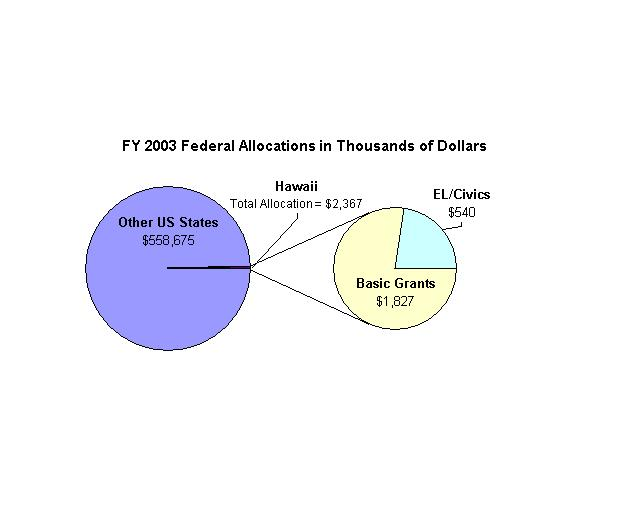 FY 2003 Federal Allocations in Thousands of Dollars
Hawaii
Total Allocation = $2,367
EL/Civics
$540
Other US States
$558,675
Basic Grants
$1,827